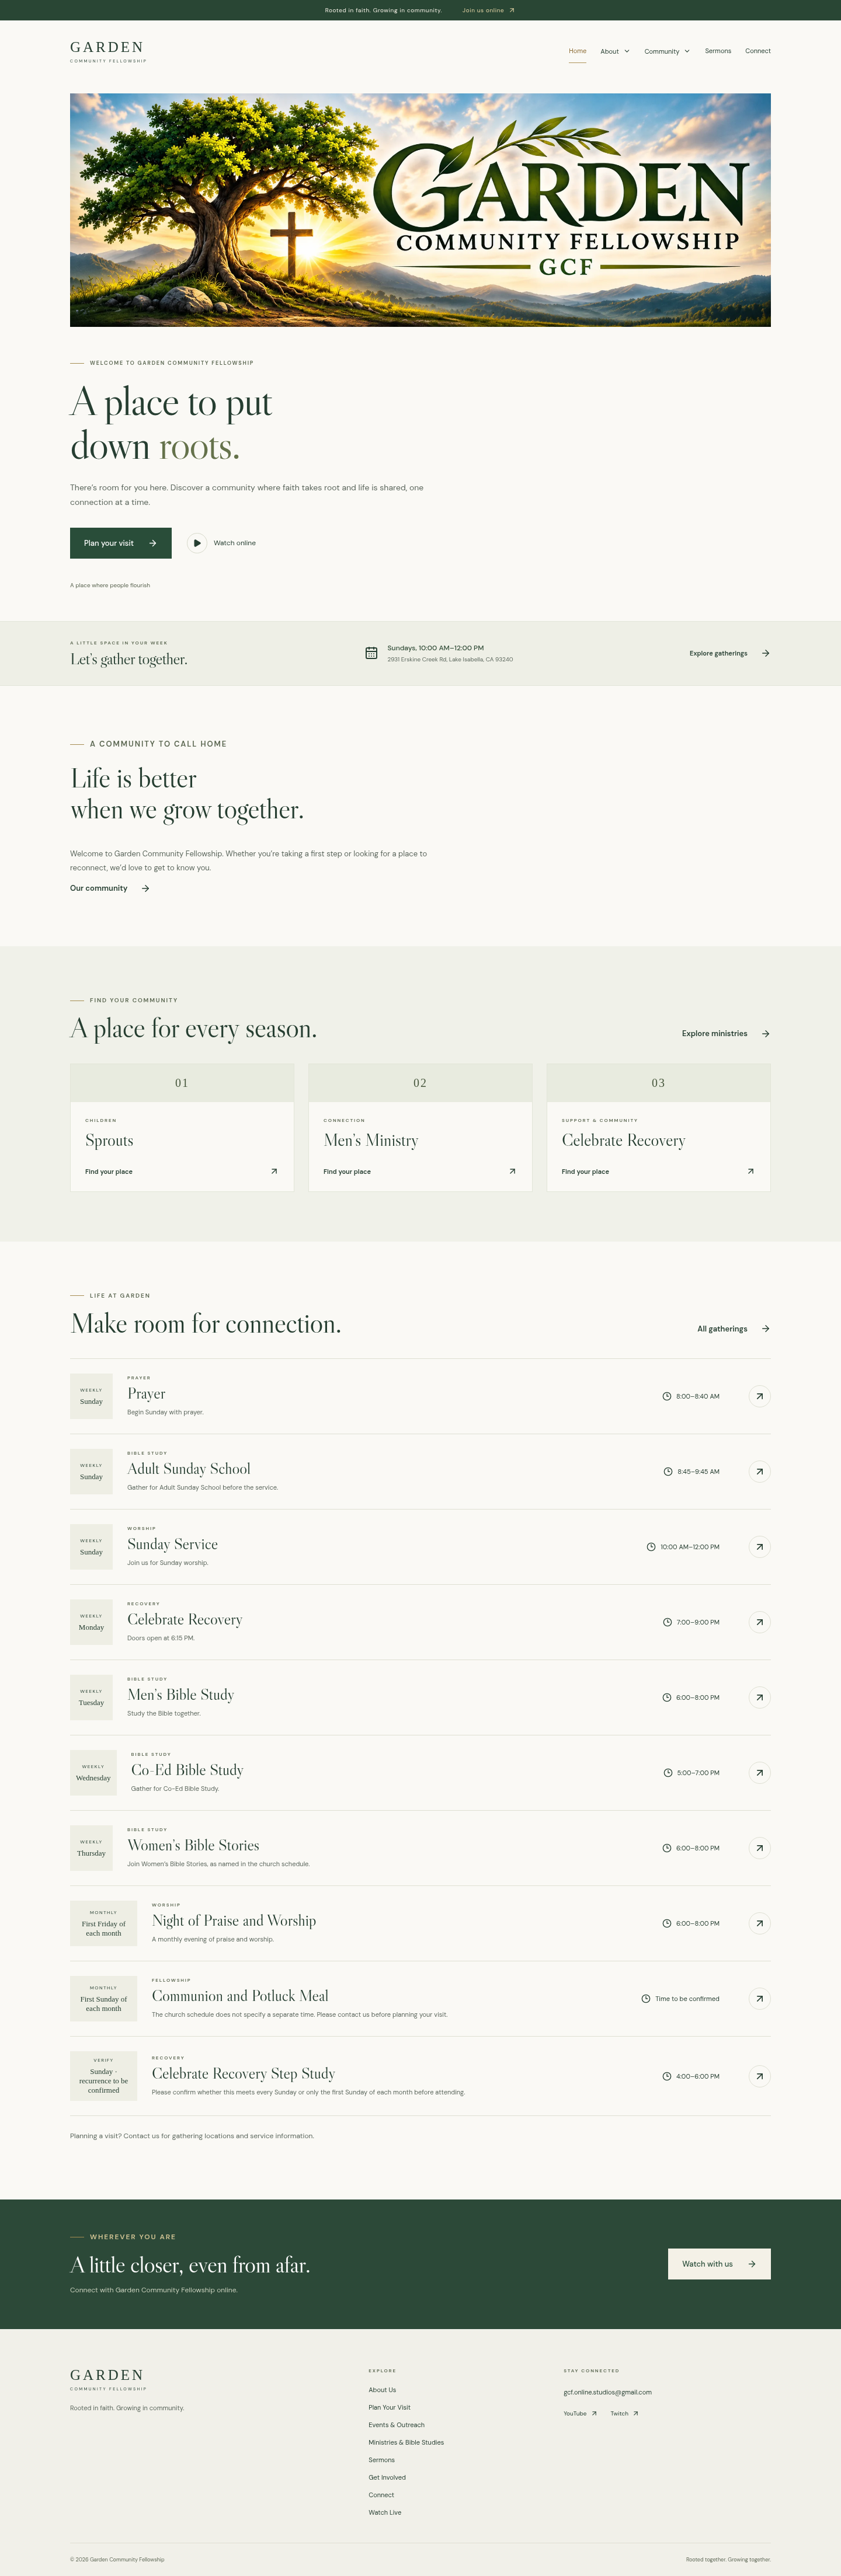 Rooted in faith. Growing in community. Join us online
GARDEN
COMMUNITY FELLOWSHIP
Home About Community Sermons Connect
GARDEN
COMMUNITY FELLOWSHIP
GCF
WELCOME TO GARDEN COMMUNITY FELLOWSHIP
A place to put
down roots.
There's room for you here. Discover a community where faith takes root and life is shared, one
connection at a time.
Plan your visit
Watch online
A place where people flourish
A LITTLE SPACE IN YOUR WEEK
Let's gather together.
Sundays, 10:00 AM–12:00 PM
2931 Erskine Creek Rd, Lake Isabella, CA 93240
Explore gatherings
A COMMUNITY TO CALL HOME
Life is better
when we grow together.
Welcome to Garden Community Fellowship. Whether you're taking a first step or looking for a place to
reconnect, we'd love to get to know you.
Our community
FIND YOUR COMMUNITY
A place for every season.
Explore ministries
01
CHILDREN
Sprouts
Find your place
02
CONNECTION
Men's Ministry
Find your place
03
SUPPORT & COMMUNITY
Celebrate Recovery
Find your place
LIFE AT GARDEN
Make room for connection.
All gatherings
WEEKLY
Sunday
PRAYER
Prayer
Begin Sunday with prayer.
8:00–8:40 AM
WEEKLY
Sunday
BIBLE STUDY
Adult Sunday School
Gather for Adult Sunday School before the service.
8:45–9:45 AM
WEEKLY
Sunday
WORSHIP
Sunday Service
Join us for Sunday worship.
10:00 AM–12:00 PM
WEEKLY
Monday
RECOVERY
Celebrate Recovery
Doors open at 6:15 PM.
7:00–9:00 PM
WEEKLY
Tuesday
BIBLE STUDY
Men's Bible Study
Study the Bible together.
6:00–8:00 PM
WEEKLY
Wednesday
BIBLE STUDY
Co-Ed Bible Study
Gather for Co-Ed Bible Study.
5:00–7:00 PM
WEEKLY
Thursday
BIBLE STUDY
Women's Bible Stories
Join Women's Bible Stories, as named in the church schedule.
6:00–8:00 PM
MONTHLY
First Friday of
each month
WORSHIP
Night of Praise and Worship
A monthly evening of praise and worship.
6:00–8:00 PM
MONTHLY
First Sunday of
each month
FELLOWSHIP
Communion and Potluck Meal
The church schedule does not specify a separate time. Please contact us before planning your visit.
Time to be confirmed
VERIFY
Sunday -
recurrence to be
confirmed
RECOVERY
Celebrate Recovery Step Study
Please confirm whether this meets every Sunday or only the first Sunday of each month before attending.
4:00–6:00 PM
Planning a visit? Contact us for gathering locations and service information.
WHEREVER YOU ARE
A little closer, even from afar.
Connect with Garden Community Fellowship online.
Watch with us
GARDEN
COMMUNITY FELLOWSHIP
Rooted in faith. Growing in community.
EXPLORE
About Us
Plan Your Visit
Events & Outreach
Ministries & Bible Studies
Sermons
Get Involved
Connect
Watch Live
STAY CONNECTED
gcf.online.studios@gmail.com
YouTube Twitch
© 2026 Garden Community Fellowship
Rooted together. Growing together.